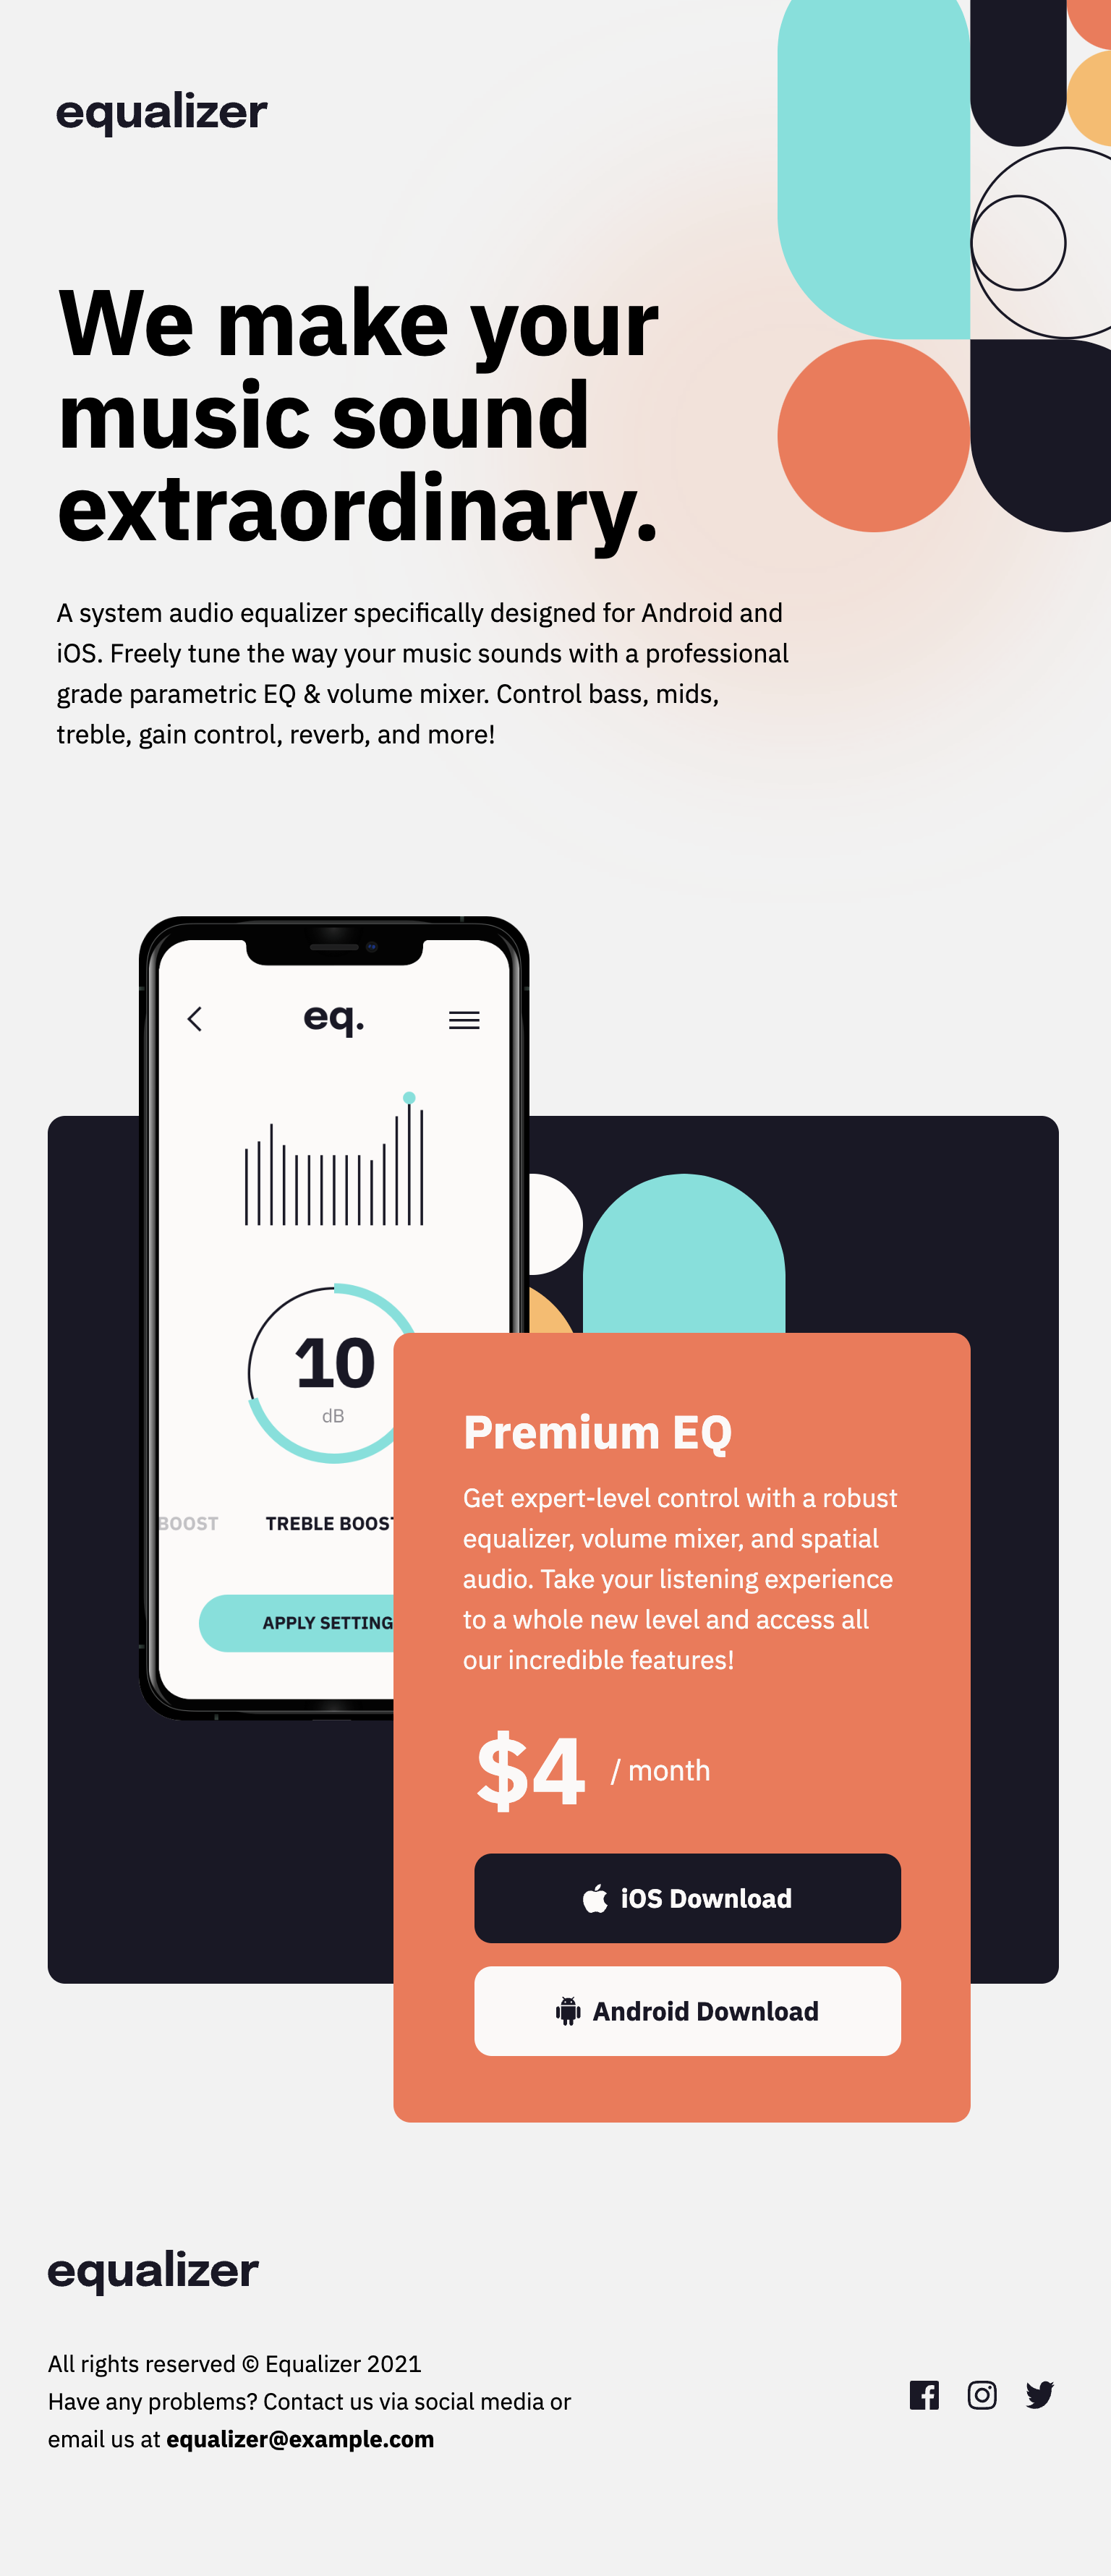 equalizer
We make your
music sound
extraordinary.
A system audio equalizer specifically designed for Android and
iOS. Freely tune the way your music sounds with a professional
grade parametric EQ & volume mixer. Control bass, mids,
treble, gain control, reverb, and more!
eq.
10
dB
BOOST
TREBLE BOOST
APPLY SETTING
Premium EQ
Get expert-level control with a robust
equalizer, volume mixer, and spatial
audio. Take your listening experience
to a whole new level and access all
our incredible features!
$4 / month
iOS Download
Android Download
equalizer
All rights reserved © Equalizer 2021
Have any problems? Contact us via social media or
email us at equalizer@example.com